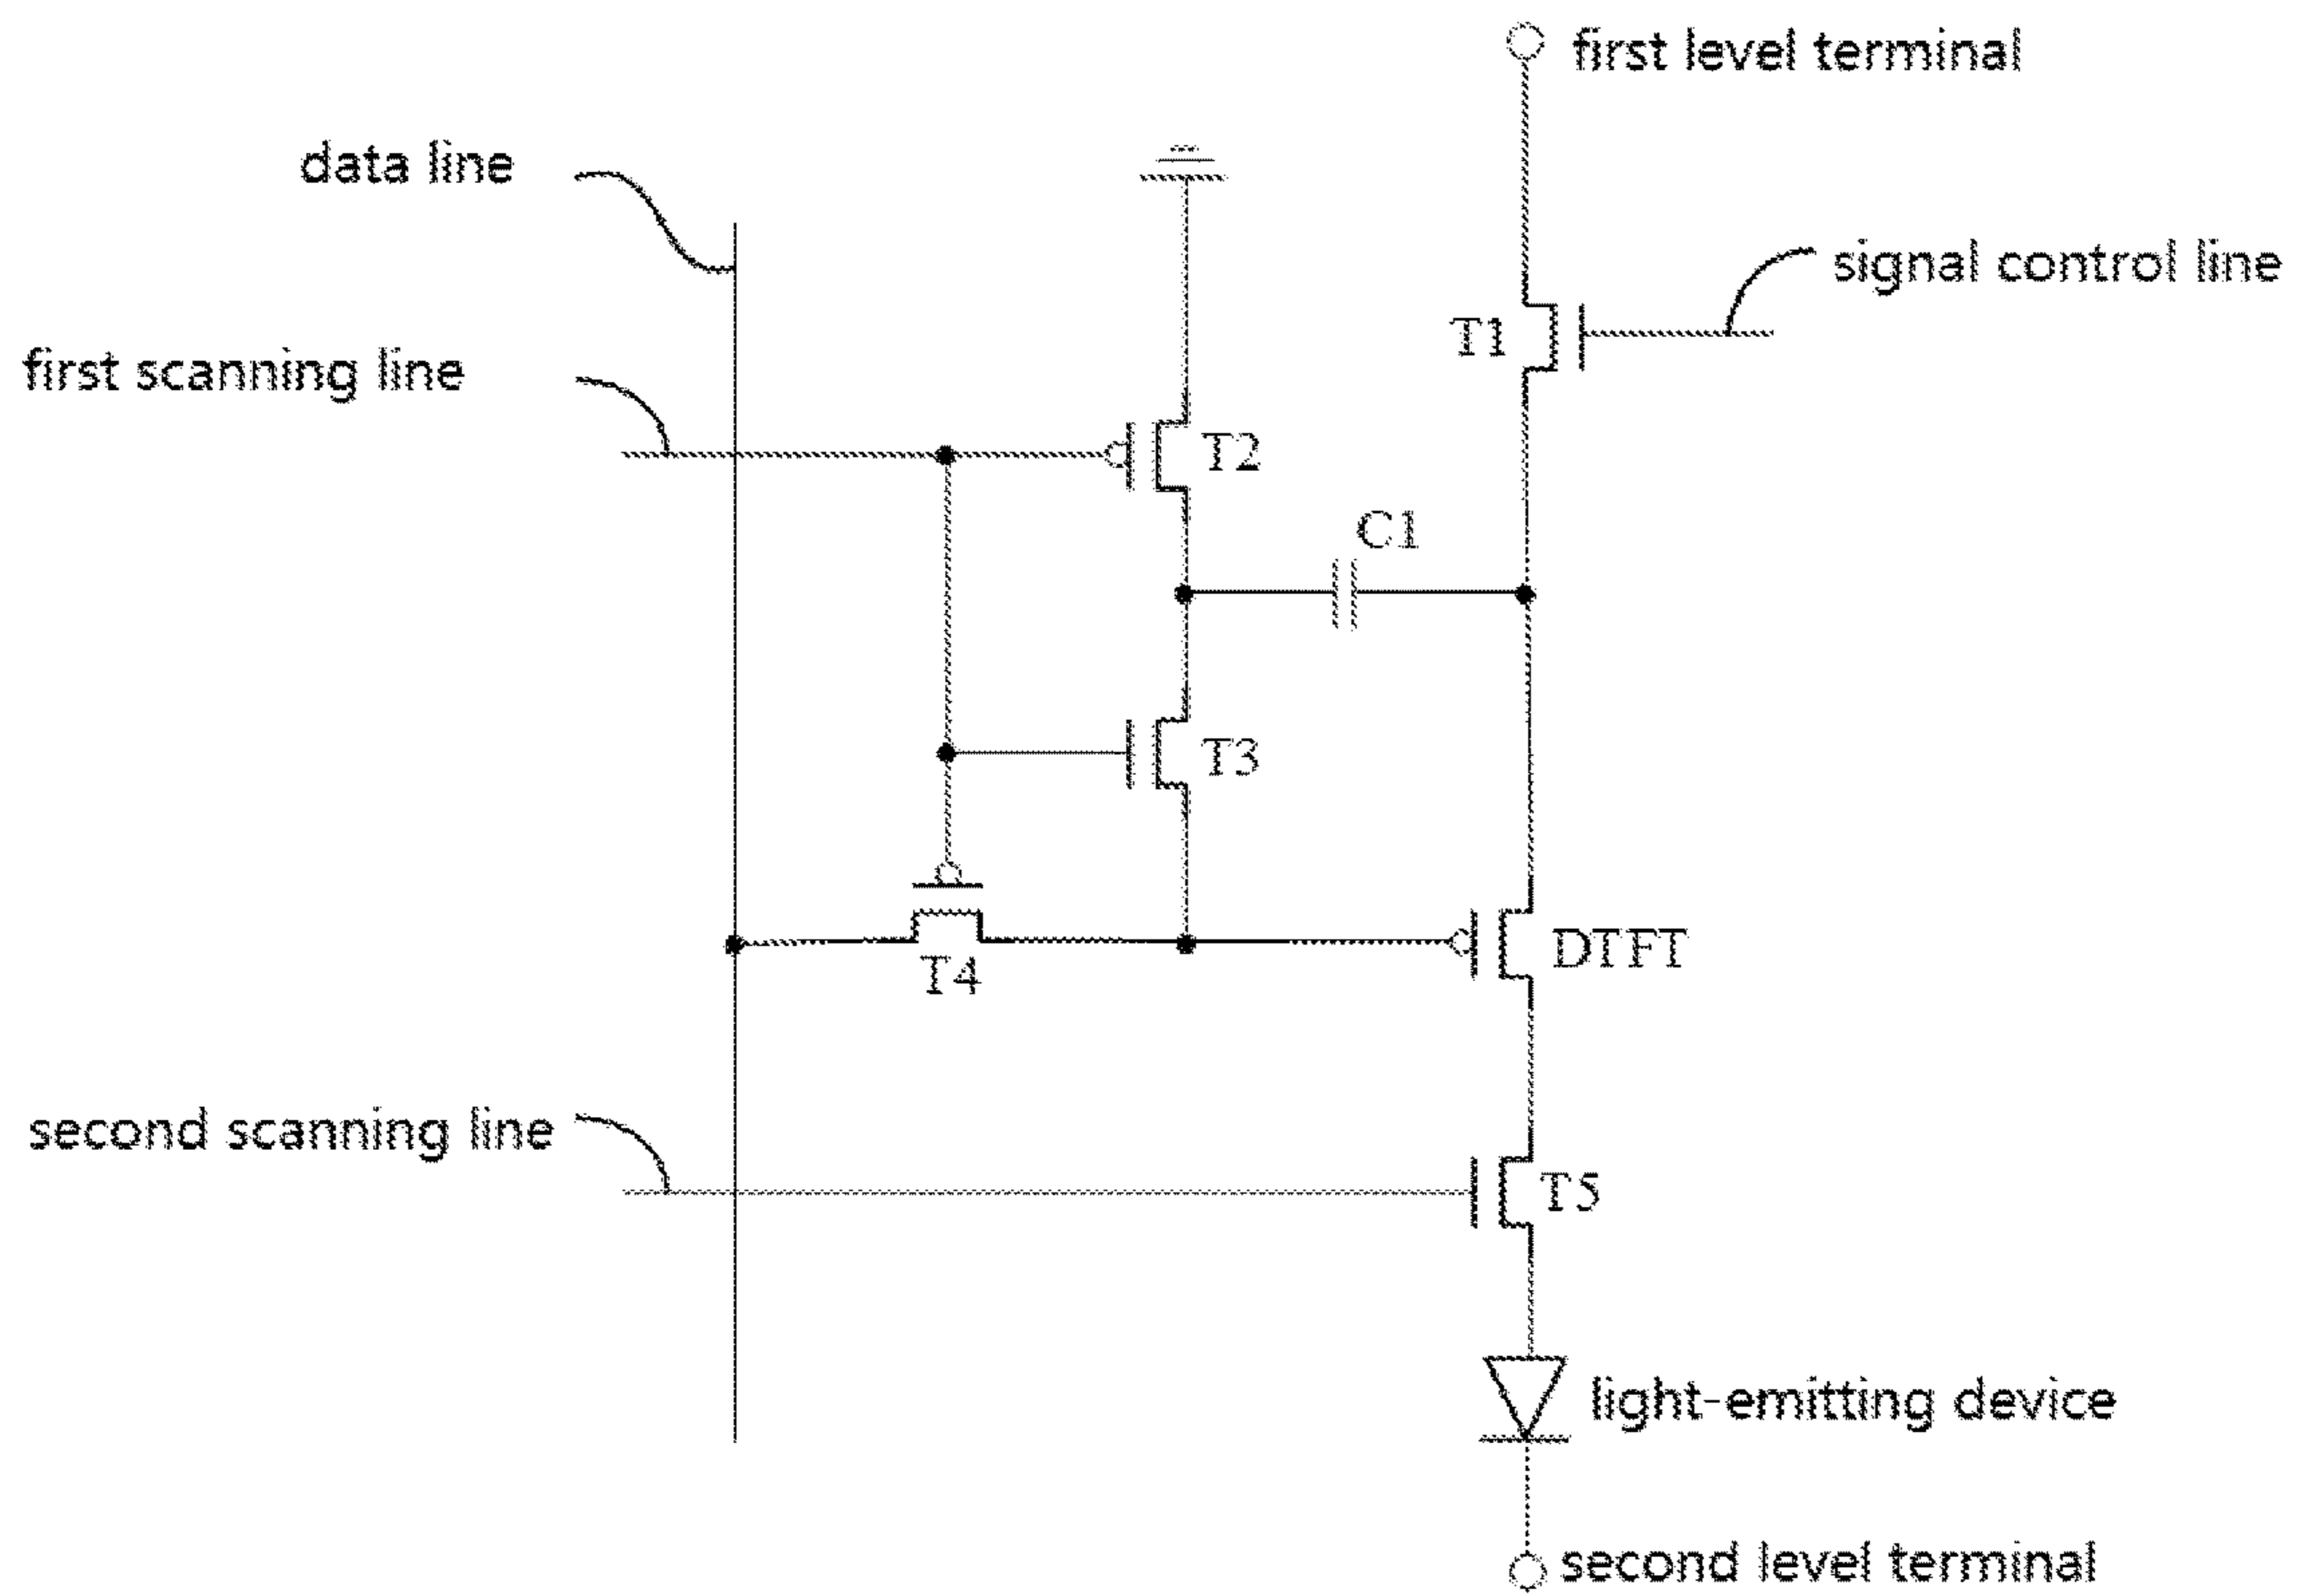 first level terminal
data line
signal control line
T1
first scanning line
T2
C1
T3
DTFT
T4
second scanning line
T5
light-emitting device
second level terminal